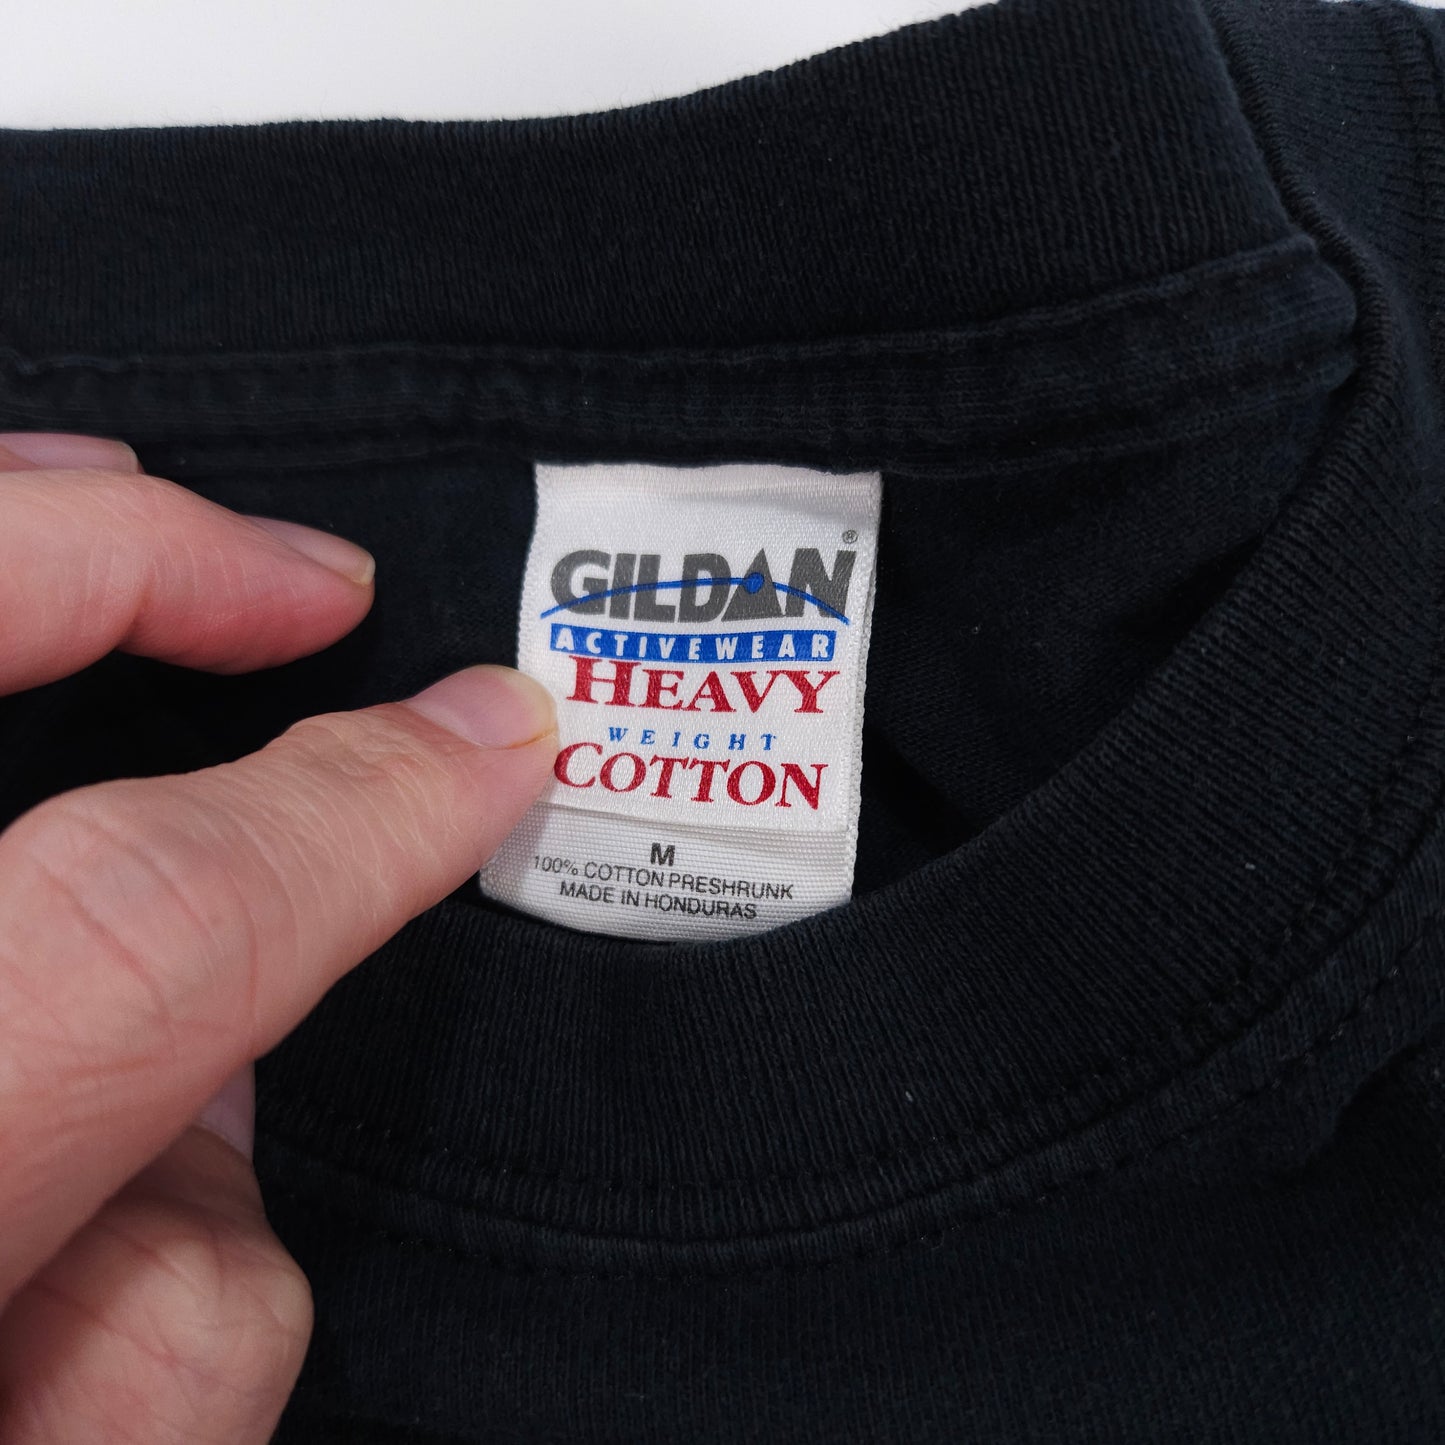 GILDAN®
ACTIVEWEAR
HEAVY
WEIGHT
COTTON
M
100% COTTON PRESHRUNK
MADE IN HONDURAS